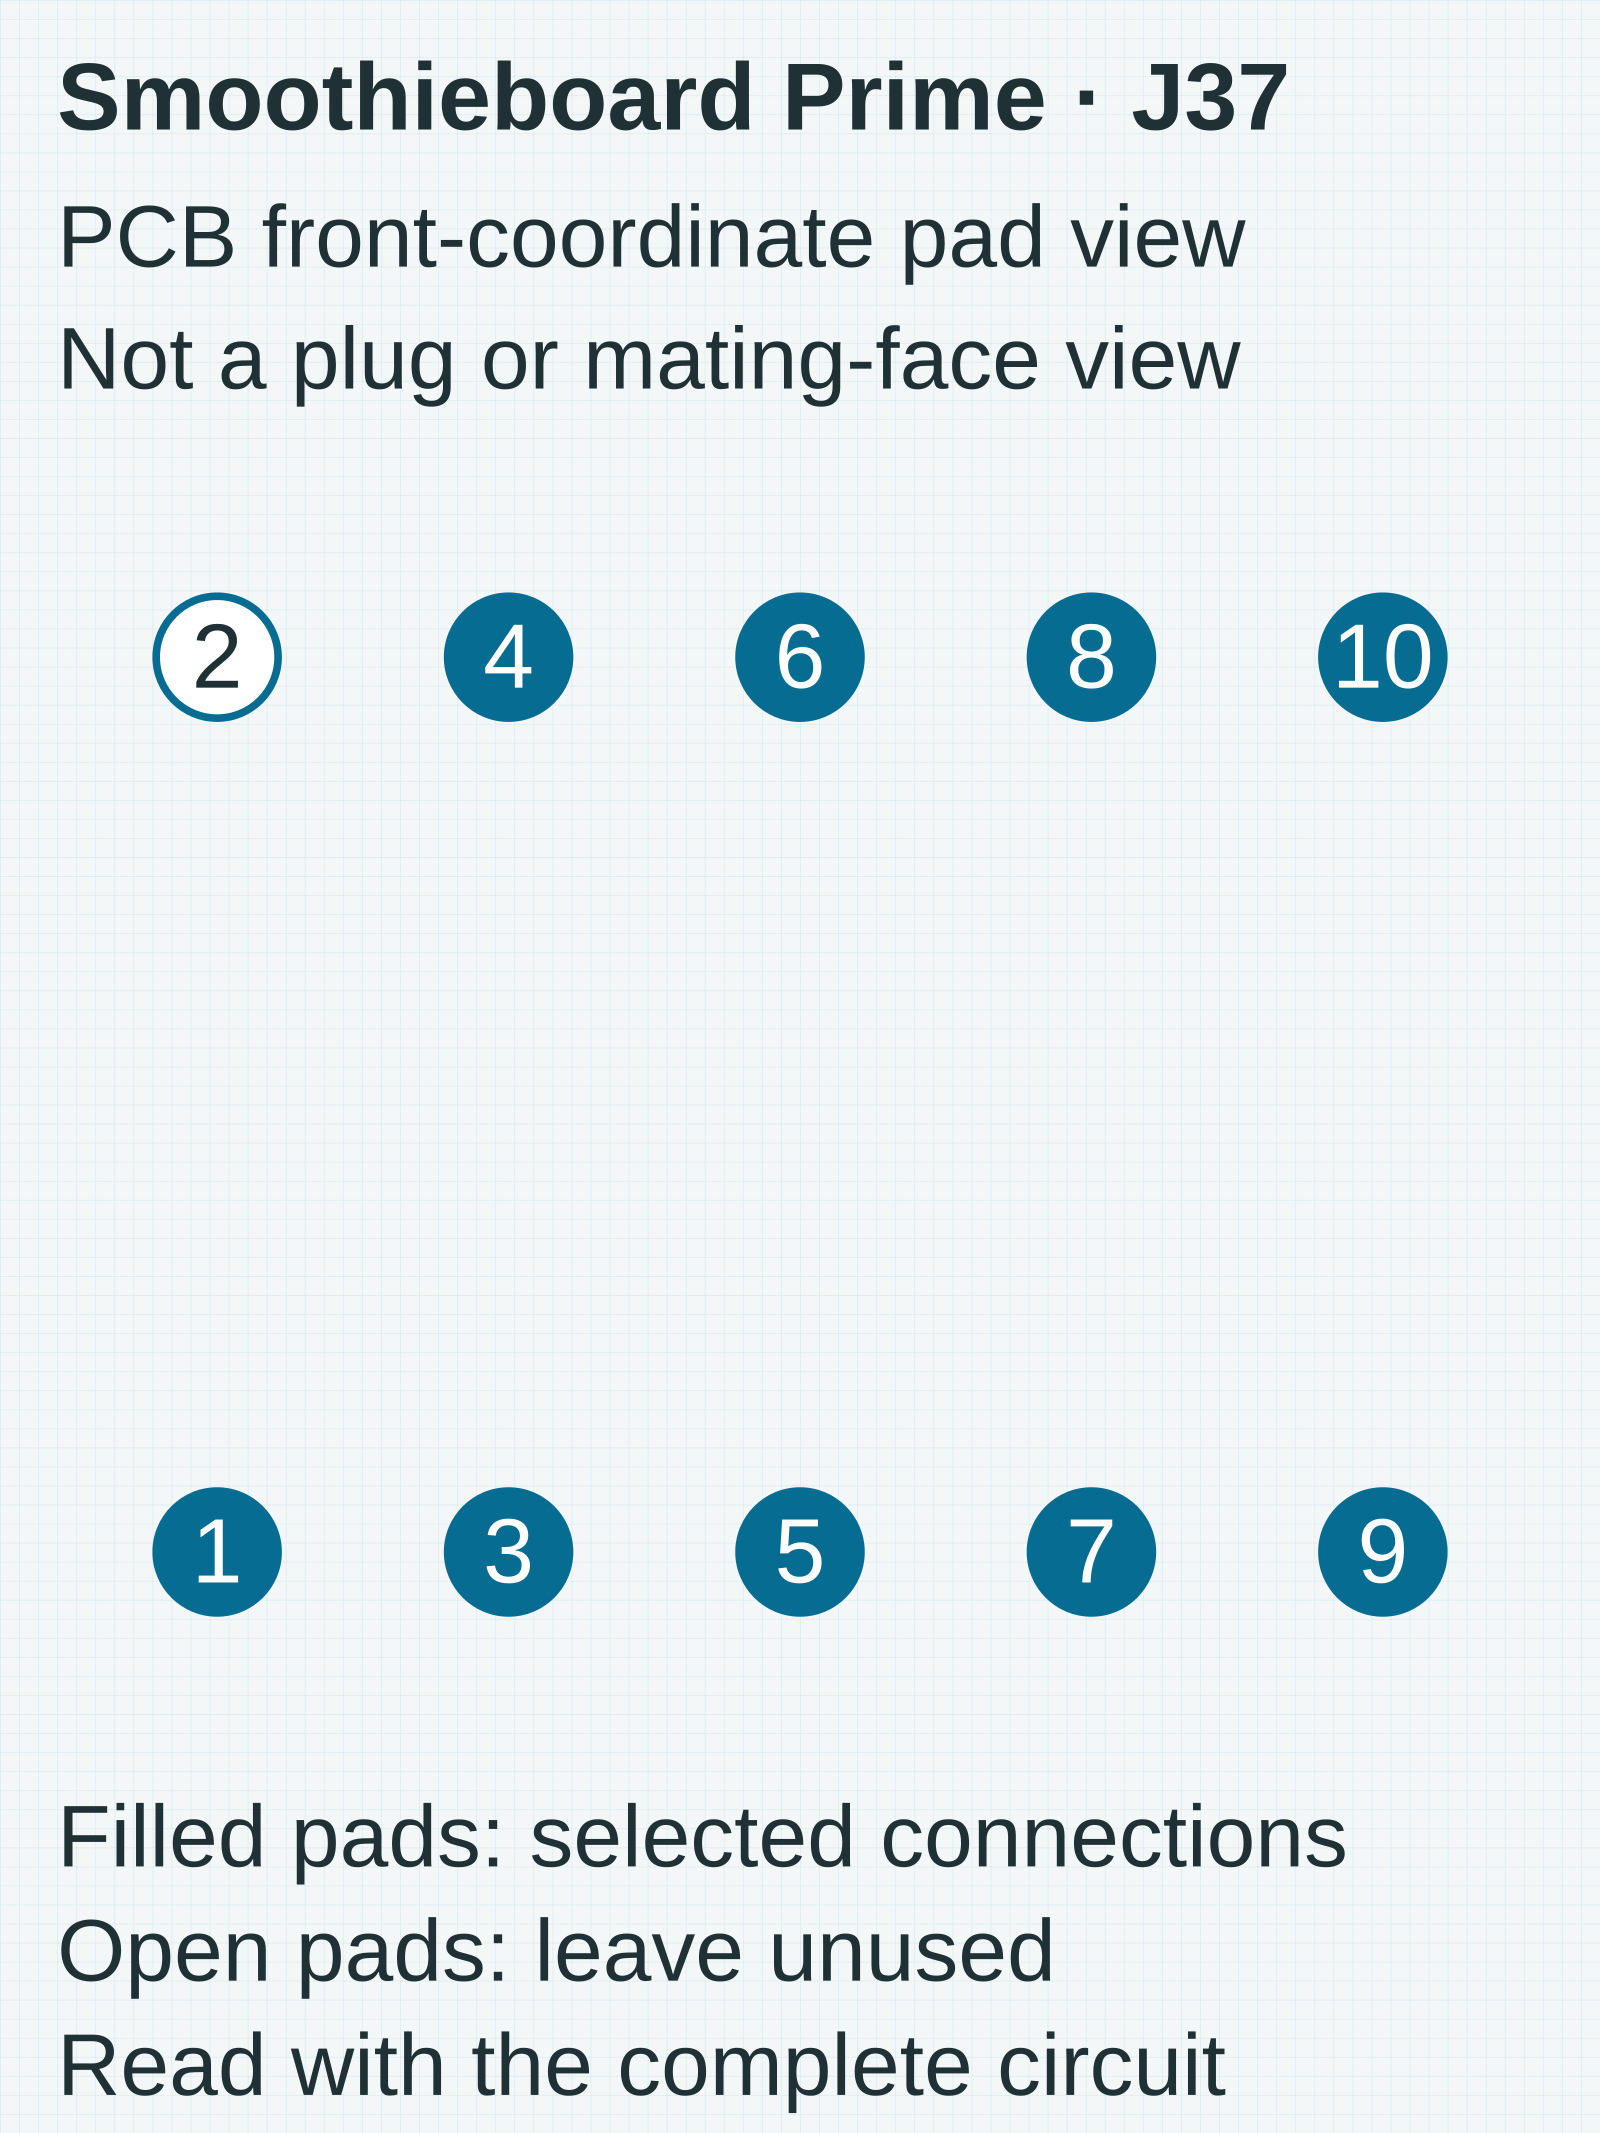 Smoothieboard Prime · J37
PCB front-coordinate pad view
Not a plug or mating-face view
2 4 6 8 10
1 3 5 7 9
Filled pads: selected connections
Open pads: leave unused
Read with the complete circuit